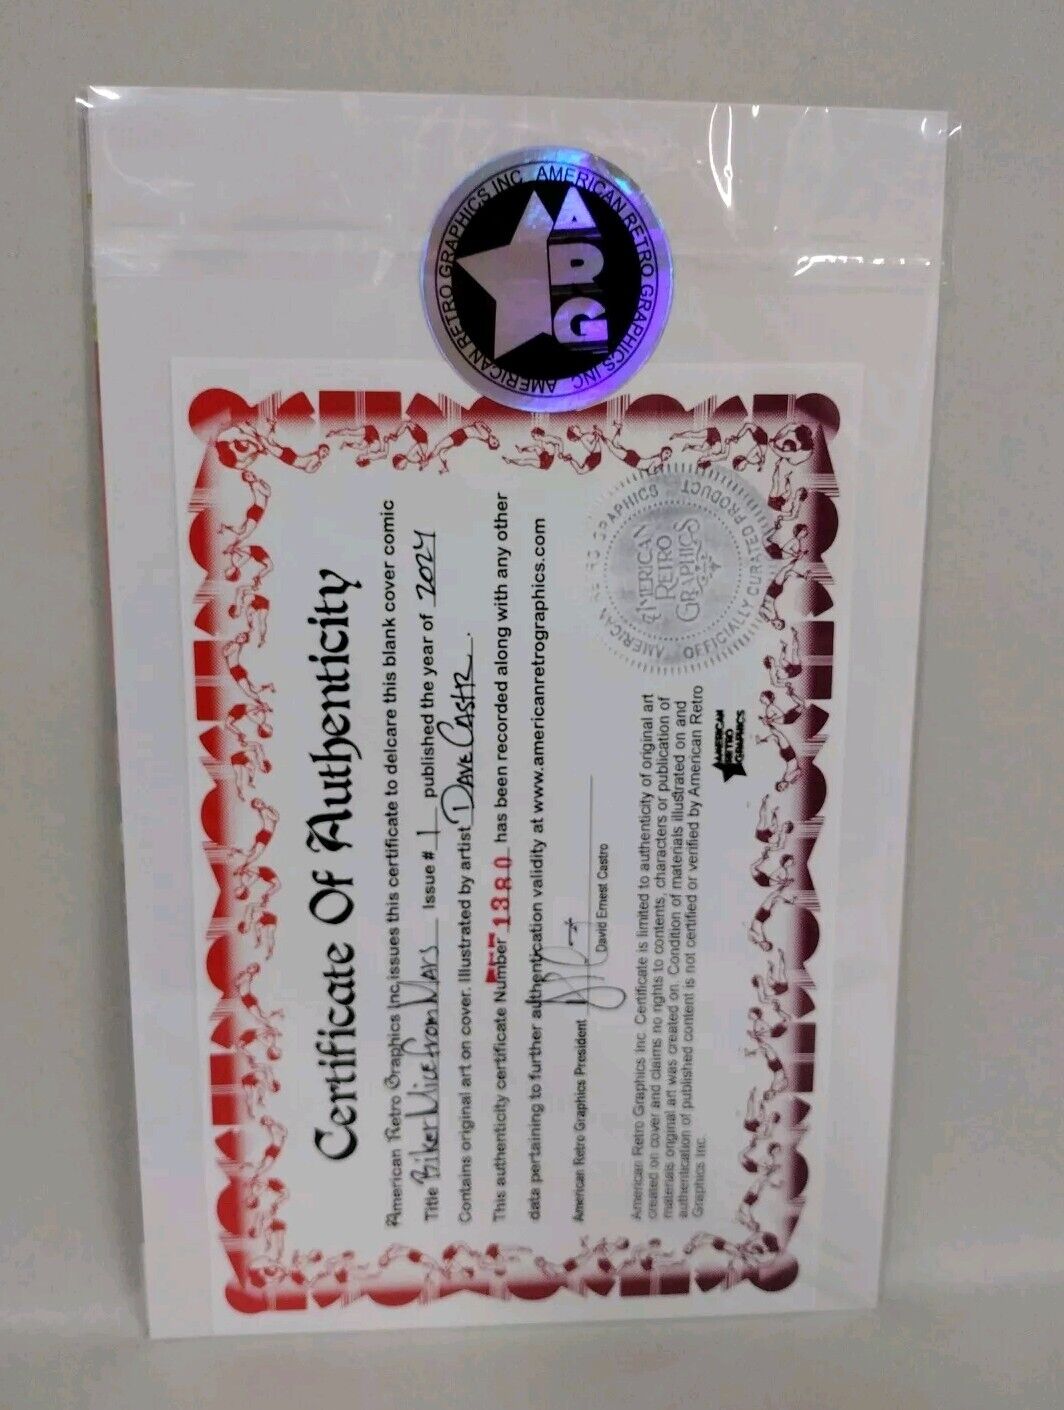 AMERICAN RETRO GRAPHICS INC
AMERICAN RETRO GRAPHICS INC
ARG
Certificate Of Authenticity
American Retro Graphics Inc, issues this certificate to delcare this blank cover comic
Title Biker Mice from Mars Issue # 1 published the year of 2024
Contains original art on cover. Illustrated by artist Dave Castr.
This authenticity certificate Number 1380 has been recorded along with any other
data pertaining to further authentication validity at www.americanretrographics.com
American Retro Graphics President
David Ernest Castro
American Retro Graphics Inc. Certificate is limited to authenticity of original art
created on cover and claims no rights to contents, characters or publication of
materials original art was created on. Condition of materials illustrated on and
authentication of published content is not certified or verified by American Retro
Graphics Inc.
AMERICAN
RETRO
GRAPHICS
AMERICAN RETRO GRAPHICS
OFFICIALLY CURATED PRODUCT
AMERICAN
RETRO
GRAPHICS